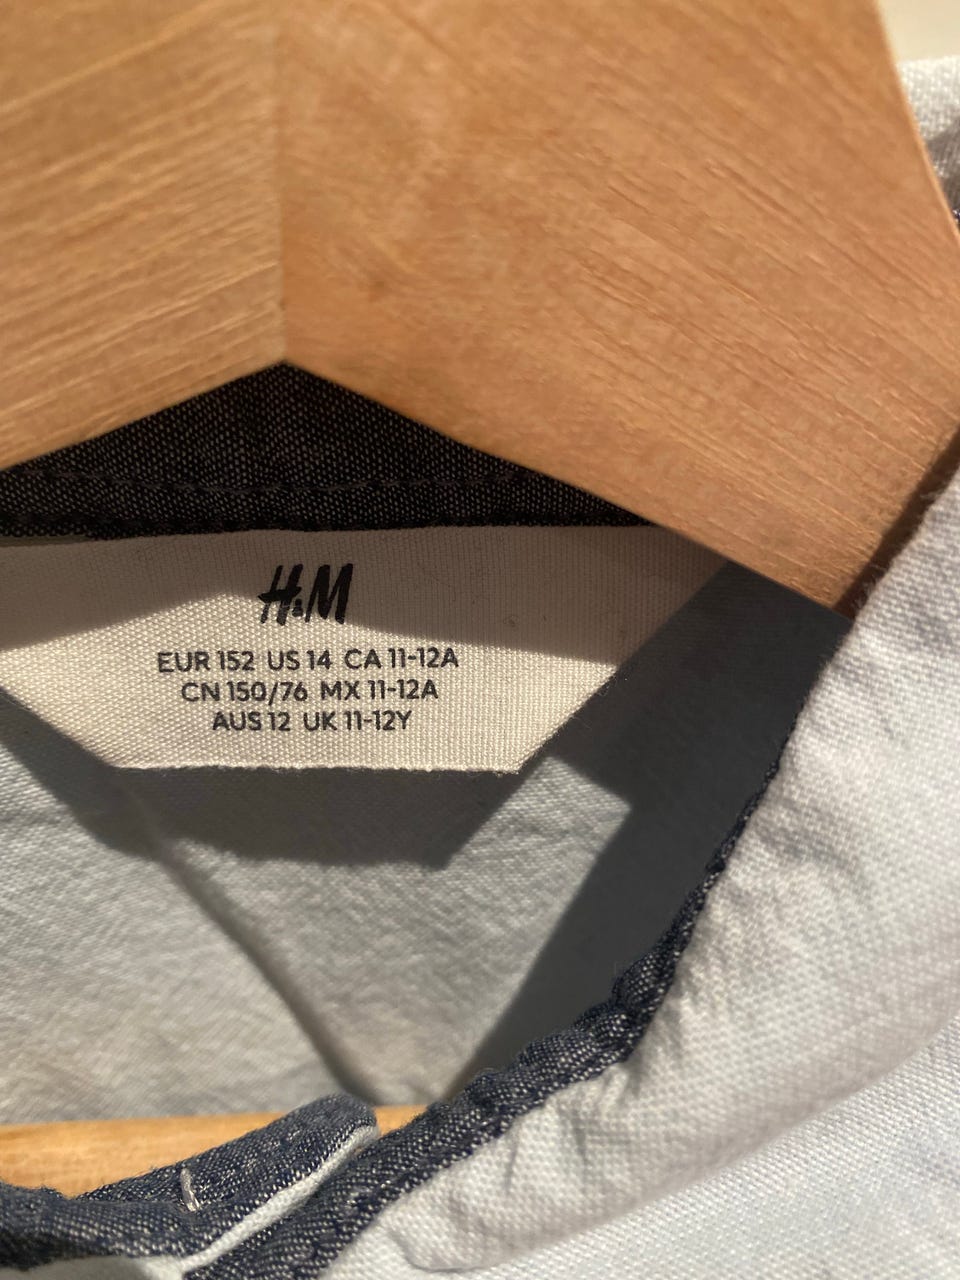 H&M
EUR 152 US 14 CA 11-12A
CN 150/76 MX 11-12A
AUS 12 UK 11-12Y